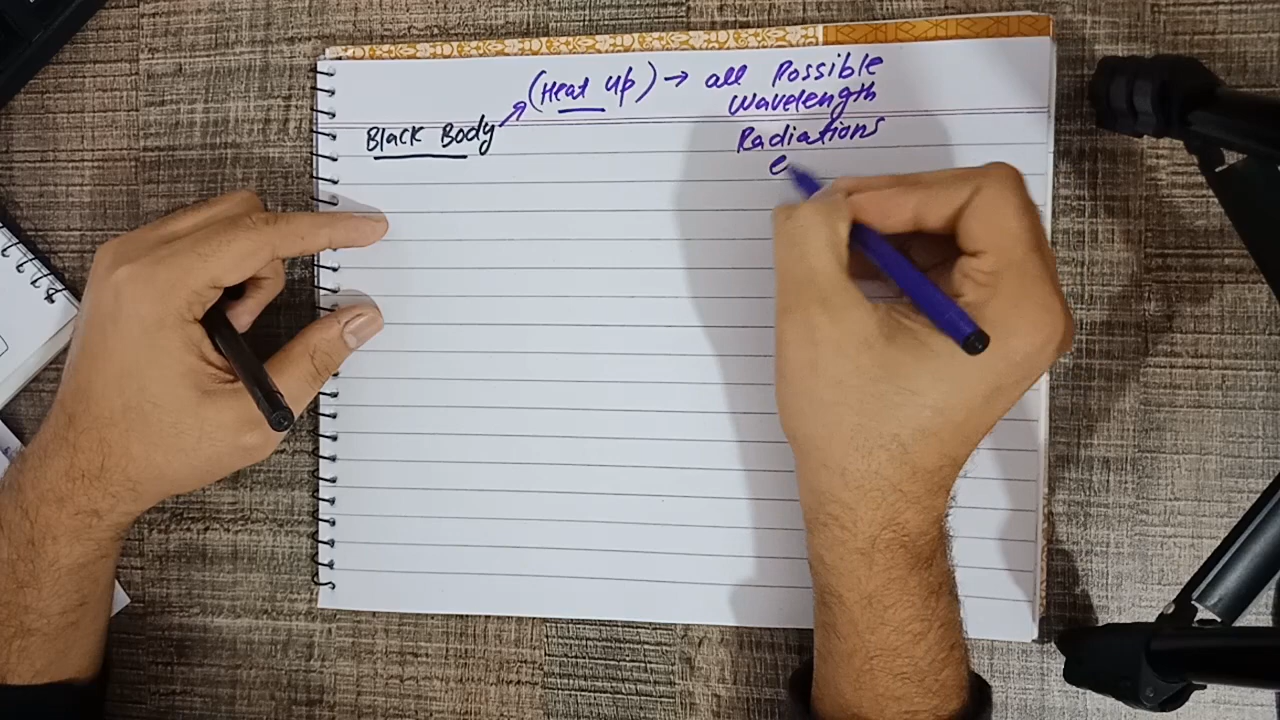 (Heat up) → all Possible
Wavelength
Black Body
Radiations
e